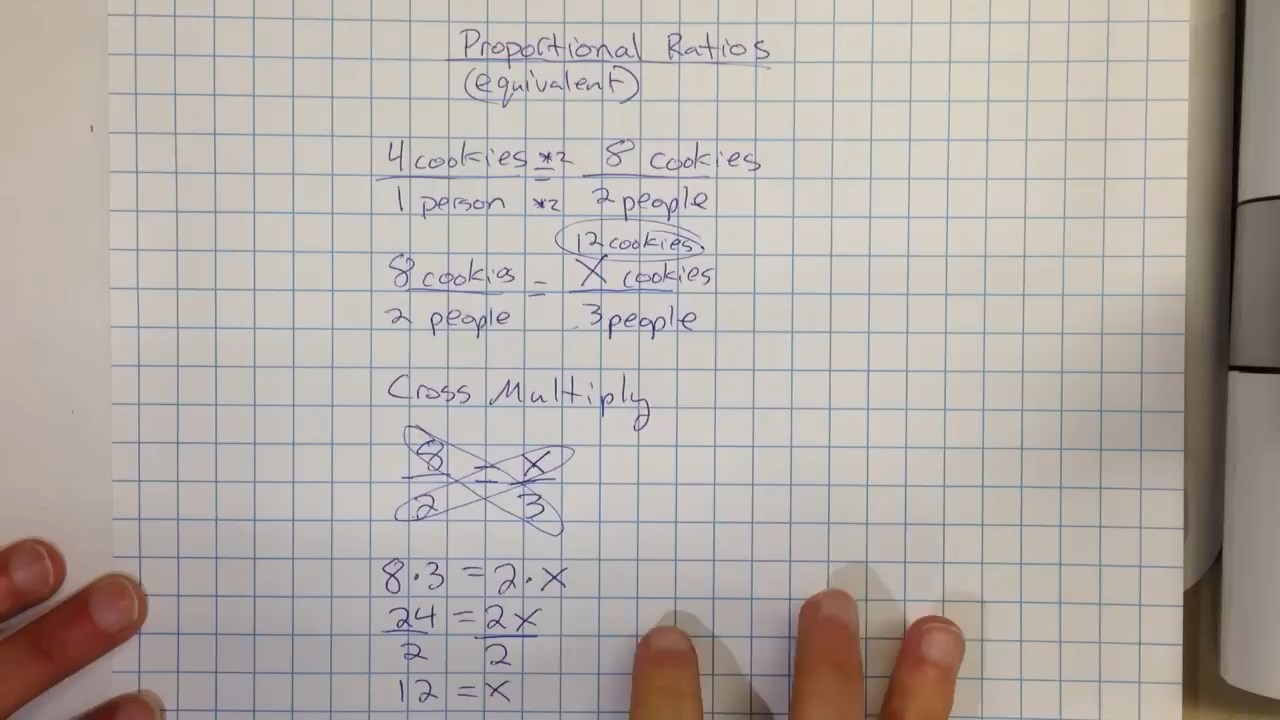 Proportional Ratios
(equivalent)
4 cookies *2 = 8 cookies
1 person *2 2 people
12 cookies
8 cookies = X cookies
2 people 3 people
Cross Multiply
8 = x
2 3
8·3 = 2·x
24 = 2x
2 2
12 = x